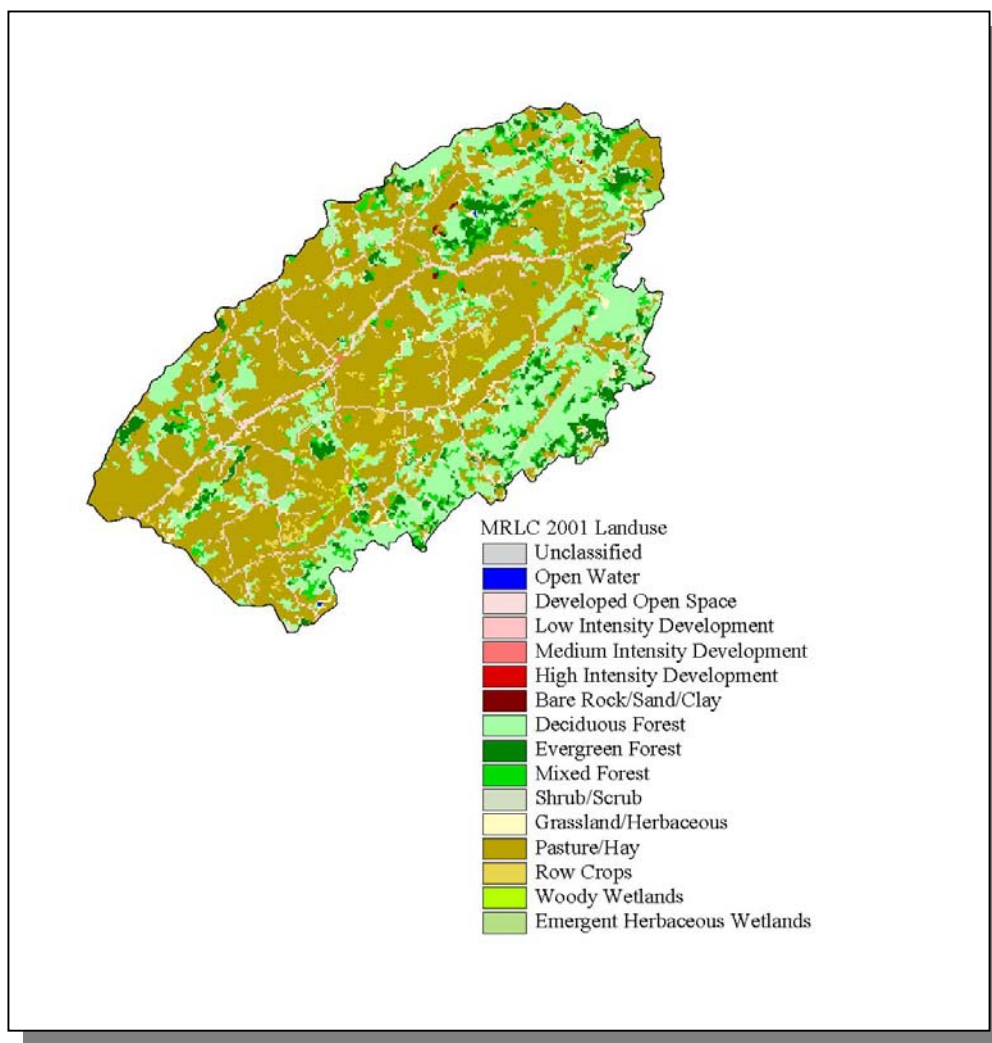 MRLC 2001 Landuse
Unclassified
Open Water
Developed Open Space
Low Intensity Development
Medium Intensity Development
High Intensity Development
Bare Rock/Sand/Clay
Deciduous Forest
Evergreen Forest
Mixed Forest
Shrub/Scrub
Grassland/Herbaceous
Pasture/Hay
Row Crops
Woody Wetlands
Emergent Herbaceous Wetlands